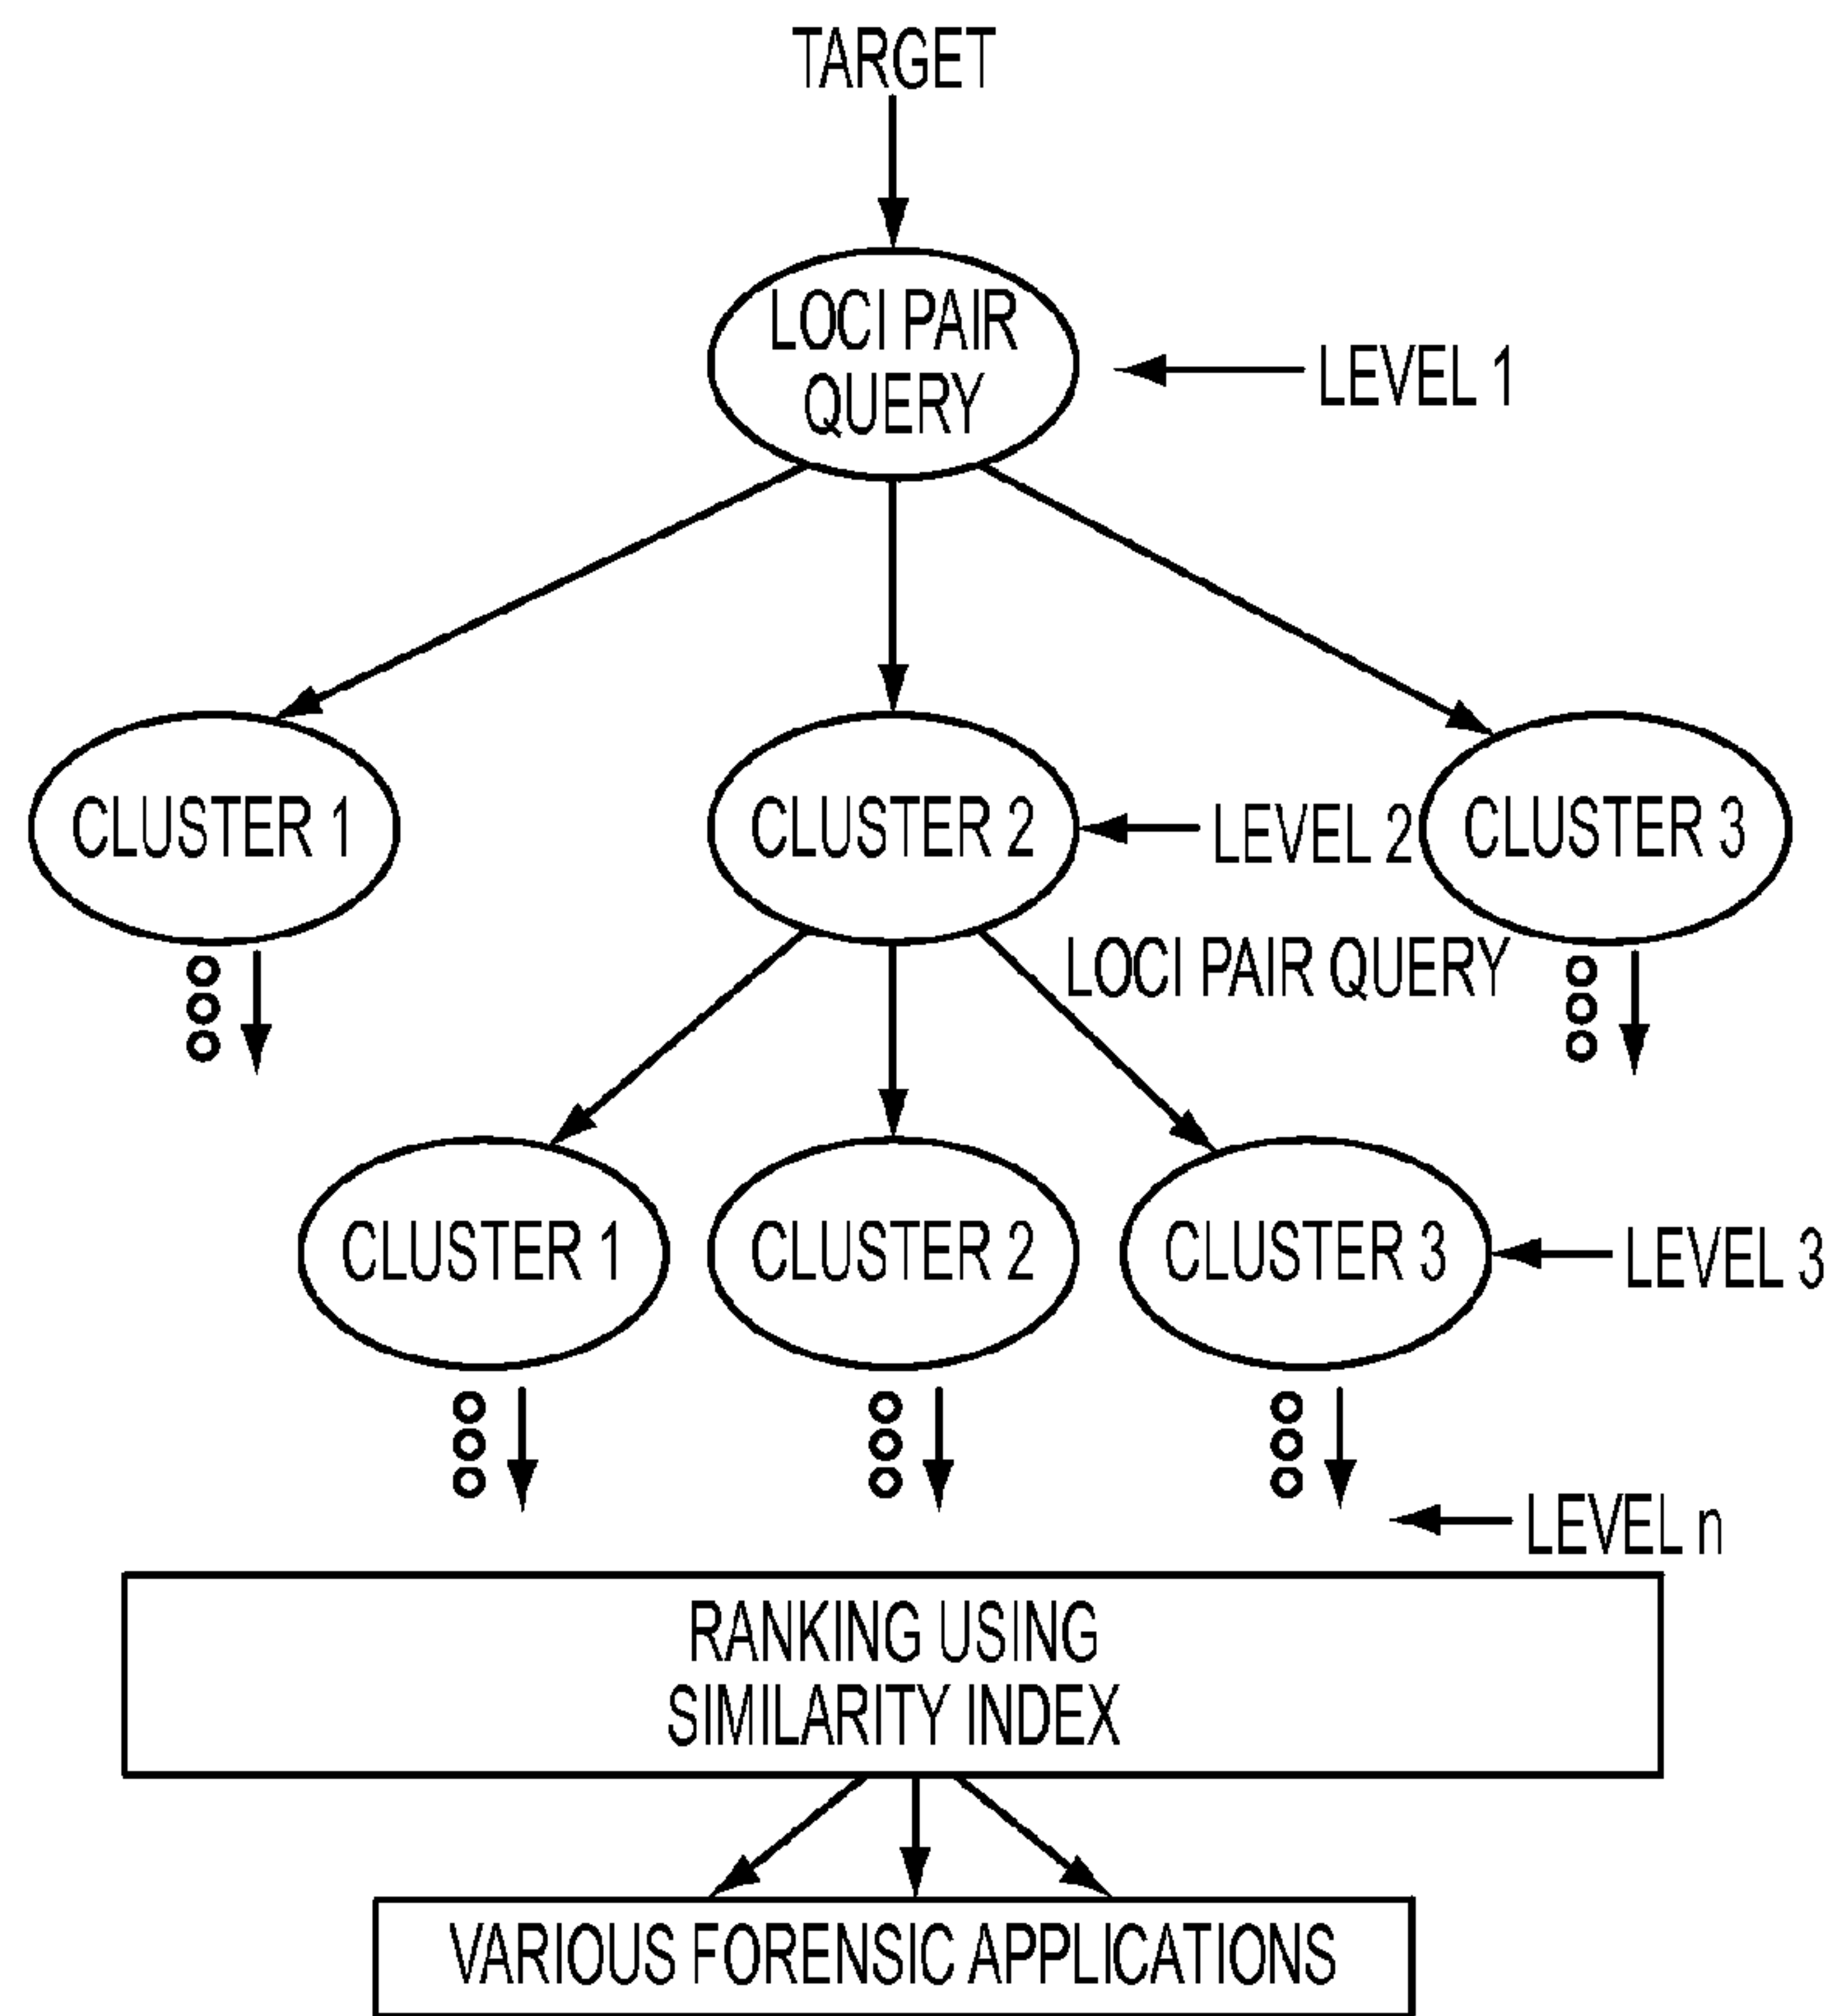 TARGET
LOCI PAIR
QUERY
LEVEL 1
CLUSTER 1
CLUSTER 2
LEVEL 2
CLUSTER 3
LOCI PAIR QUERY
CLUSTER 1
CLUSTER 2
CLUSTER 3
LEVEL 3
LEVEL n
RANKING USING
SIMILARITY INDEX
VARIOUS FORENSIC APPLICATIONS